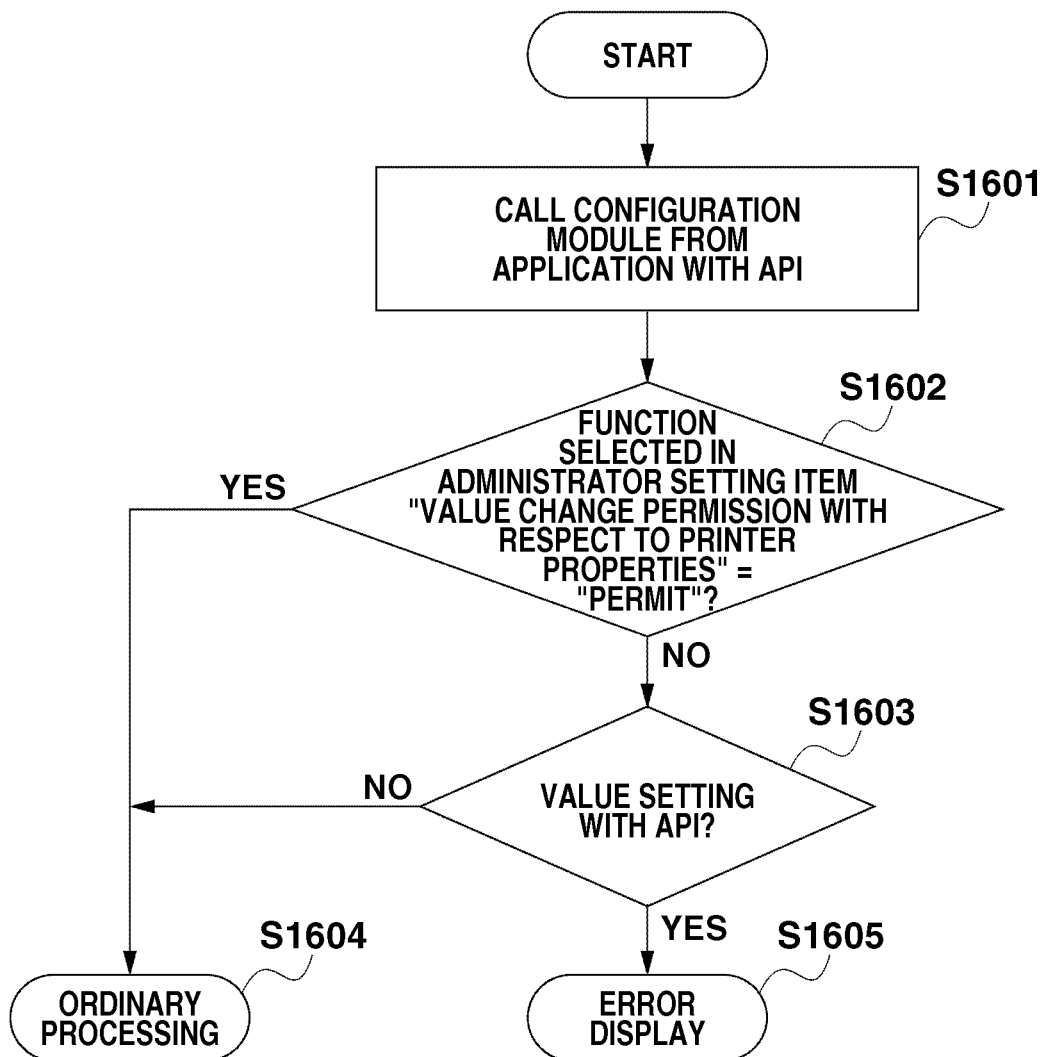 START
S1601
CALL CONFIGURATION
MODULE FROM
APPLICATION WITH API
S1602
FUNCTION
SELECTED IN
ADMINISTRATOR SETTING ITEM
"VALUE CHANGE PERMISSION WITH
RESPECT TO PRINTER
PROPERTIES" =
"PERMIT"?
YES
NO
S1603
VALUE SETTING
WITH API?
NO
YES
S1604
ORDINARY
PROCESSING
S1605
ERROR
DISPLAY